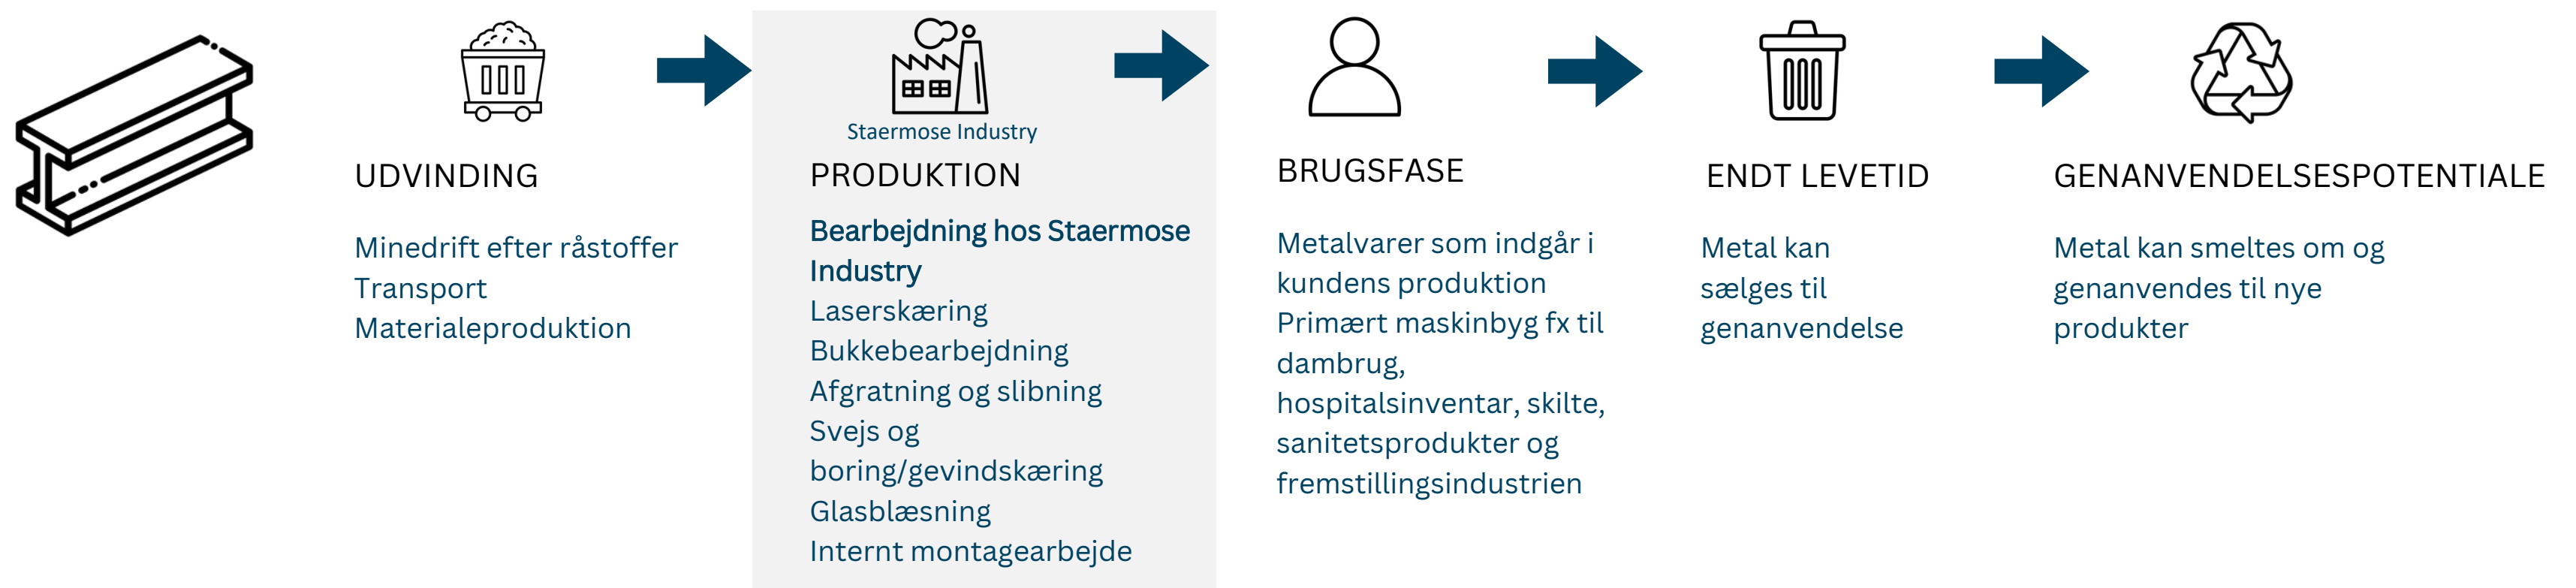 Staermose Industry
UDVINDING
Minedrift efter råstoffer
Transport
Materialeproduktion
PRODUKTION
Bearbejdning hos Staermose
Industry
Laserskæring
Bukkebearbejdning
Afgratning og slibning
Svejs og
boring/gevindskæring
Glasblæsning
Internt montagearbejde
BRUGSFASE
Metalvarer som indgår i
kundens produktion
Primært maskinbyg fx til
dambrug,
hospitalsinventar, skilte,
sanitetsprodukter og
fremstillingsindustrien
ENDT LEVETID
Metal kan
sælges til
genanvendelse
GENANVENDELSESPOTENTIALE
Metal kan smeltes om og
genanvendes til nye
produkter